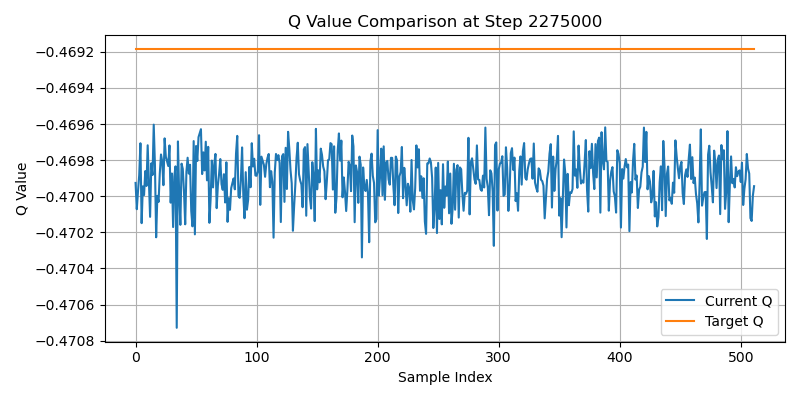 Q Value Comparison at Step 2275000
Q Value
−0.4692
−0.4694
−0.4696
−0.4698
−0.4700
−0.4702
−0.4704
−0.4706
−0.4708
0 100 200 300 400 500
Sample Index
Current Q
Target Q